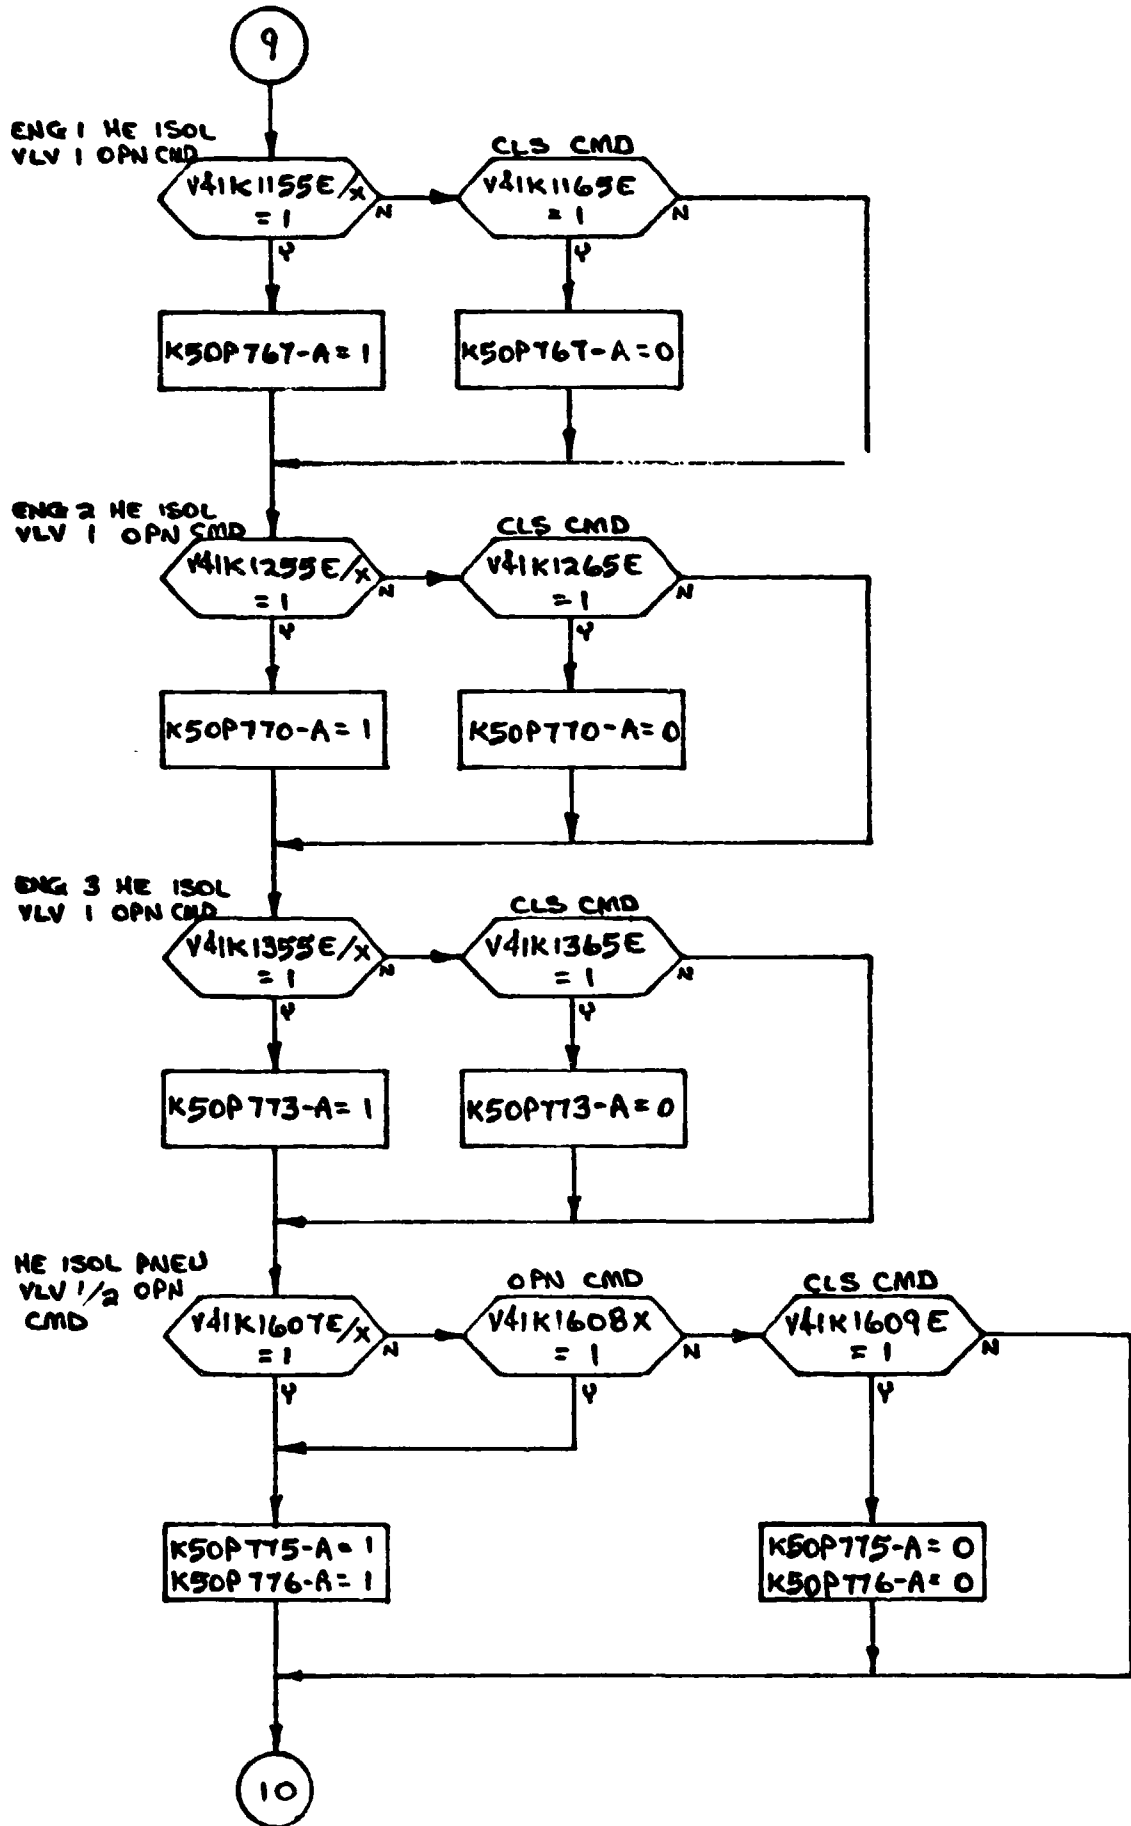 9
ENG 1 HE ISOL
VLV 1 OPN CMD
V41K1155E/X
= 1
N
Y
CLS CMD
V41K1165E
= 1
N
Y
K50P767-A = 1
K50P767-A = 0
ENG 2 HE ISOL
VLV 1 OPN CMD
V41K1255E/X
= 1
N
Y
CLS CMD
V41K1265E
= 1
N
Y
K50P770-A = 1
K50P770-A = 0
ENG 3 HE ISOL
VLV 1 OPN CMD
V41K1355E/X
= 1
N
Y
CLS CMD
V41K1365E
= 1
N
Y
K50P773-A = 1
K50P773-A = 0
HE ISOL PNEU
VLV 1/2 OPN
CMD
V41K1607E/X
= 1
N
Y
OPN CMD
V41K1608X
= 1
N
Y
CLS CMD
V41K1609E
= 1
N
Y
K50P775-A = 1
K50P776-A = 1
K50P775-A = 0
K50P776-A = 0
10